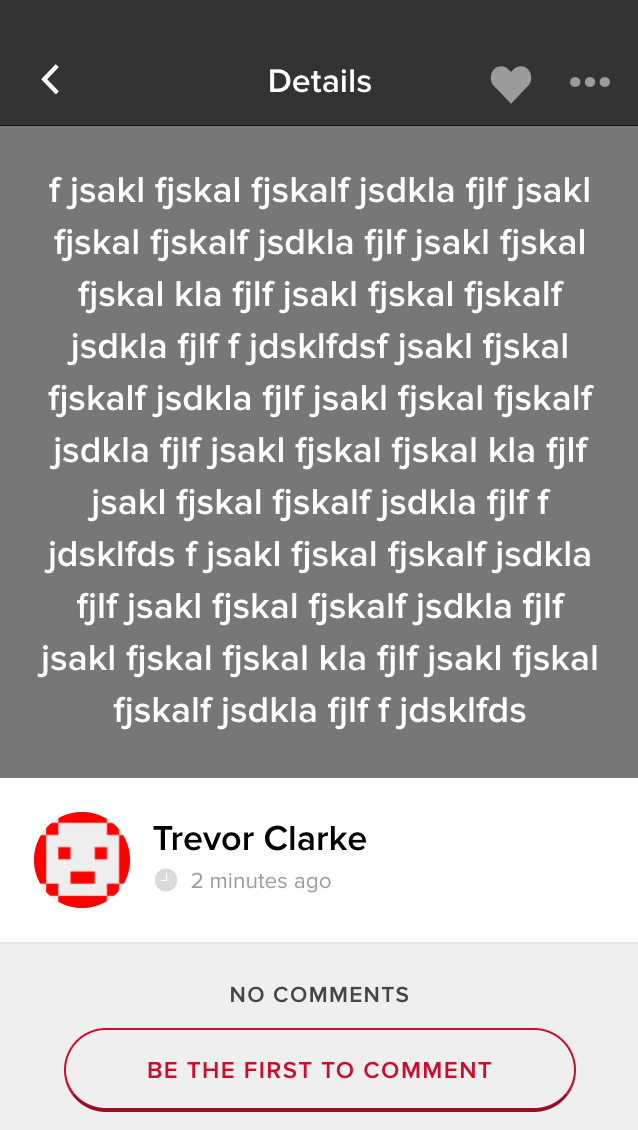 Details
f jsakl fjskal fjskalf jsdkla fjlf jsakl
fjskal fjskalf jsdkla fjlf jsakl fjskal
fjskal kla fjlf jsakl fjskal fjskalf
jsdkla fjlf f jdsklfdsf jsakl fjskal
fjskalf jsdkla fjlf jsakl fjskal fjskalf
jsdkla fjlf jsakl fjskal fjskal kla fjlf
jsakl fjskal fjskalf jsdkla fjlf f
jdsklfds f jsakl fjskal fjskalf jsdkla
fjlf jsakl fjskal fjskalf jsdkla fjlf
jsakl fjskal fjskal kla fjlf jsakl fjskal
fjskalf jsdkla fjlf f jdsklfds
Trevor Clarke
2 minutes ago
NO COMMENTS
BE THE FIRST TO COMMENT